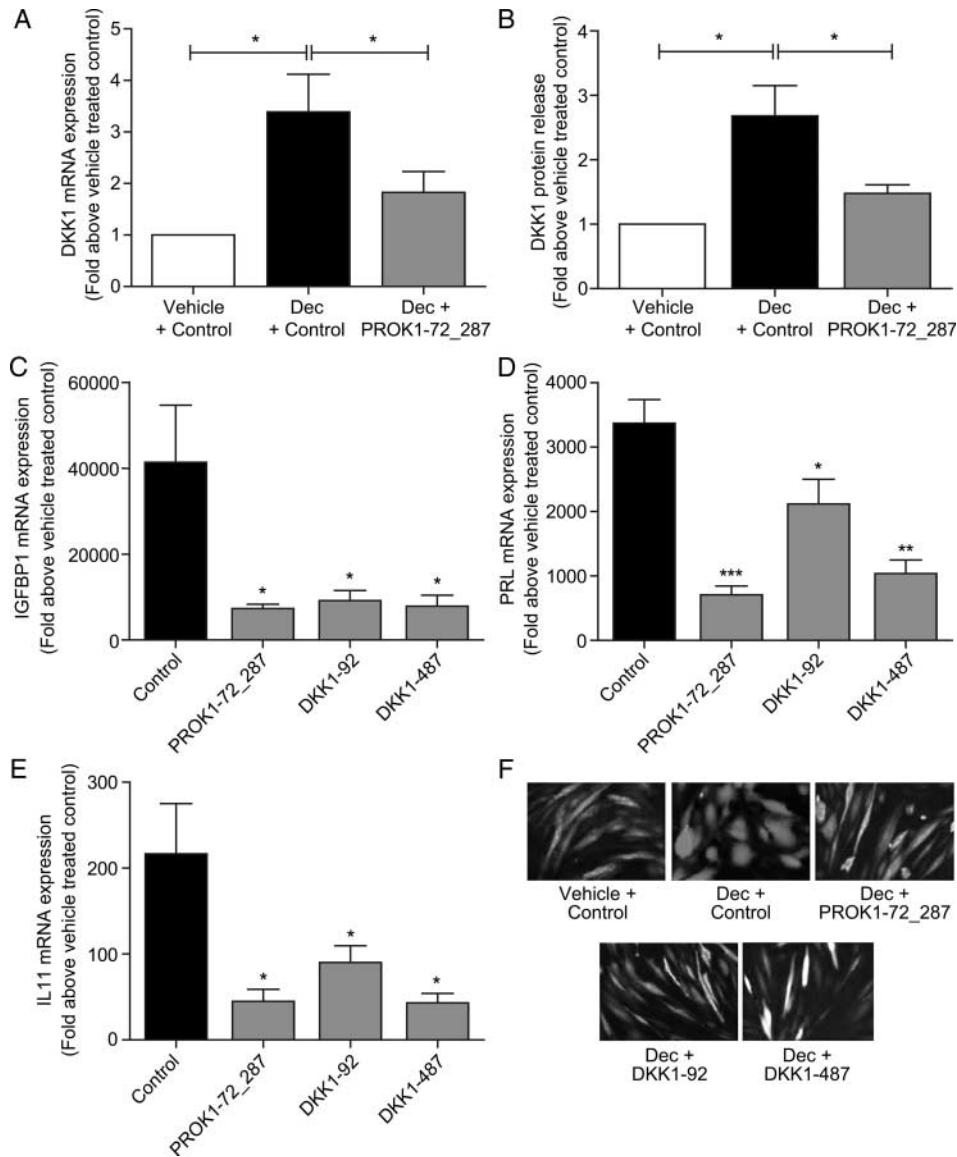 A
DKK1 mRNA expression
(Fold above vehicle treated control)
5
4
3
2
1
0
*
*
Vehicle
+ Control
Dec
+ Control
Dec +
PROK1-72_287
B
DKK1 protein release
(Fold above vehicle treated control)
4
3
2
1
0
*
*
Vehicle
+ Control
Dec
+ Control
Dec +
PROK1-72_287
C
IGFBP1 mRNA expression
(Fold above vehicle treated control)
60000
40000
20000
0
*
*
*
Control
PROK1-72_287
DKK1-92
DKK1-487
D
PRL mRNA expression
(Fold above vehicle treated control)
4000
3000
2000
1000
0
***
*
**
Control
PROK1-72_287
DKK1-92
DKK1-487
E
IL11 mRNA expression
(Fold above vehicle treated control)
300
200
100
0
*
*
*
Control
PROK1-72_287
DKK1-92
DKK1-487
F
Vehicle +
Control
Dec +
Control
Dec +
PROK1-72_287
Dec +
DKK1-92
Dec +
DKK1-487